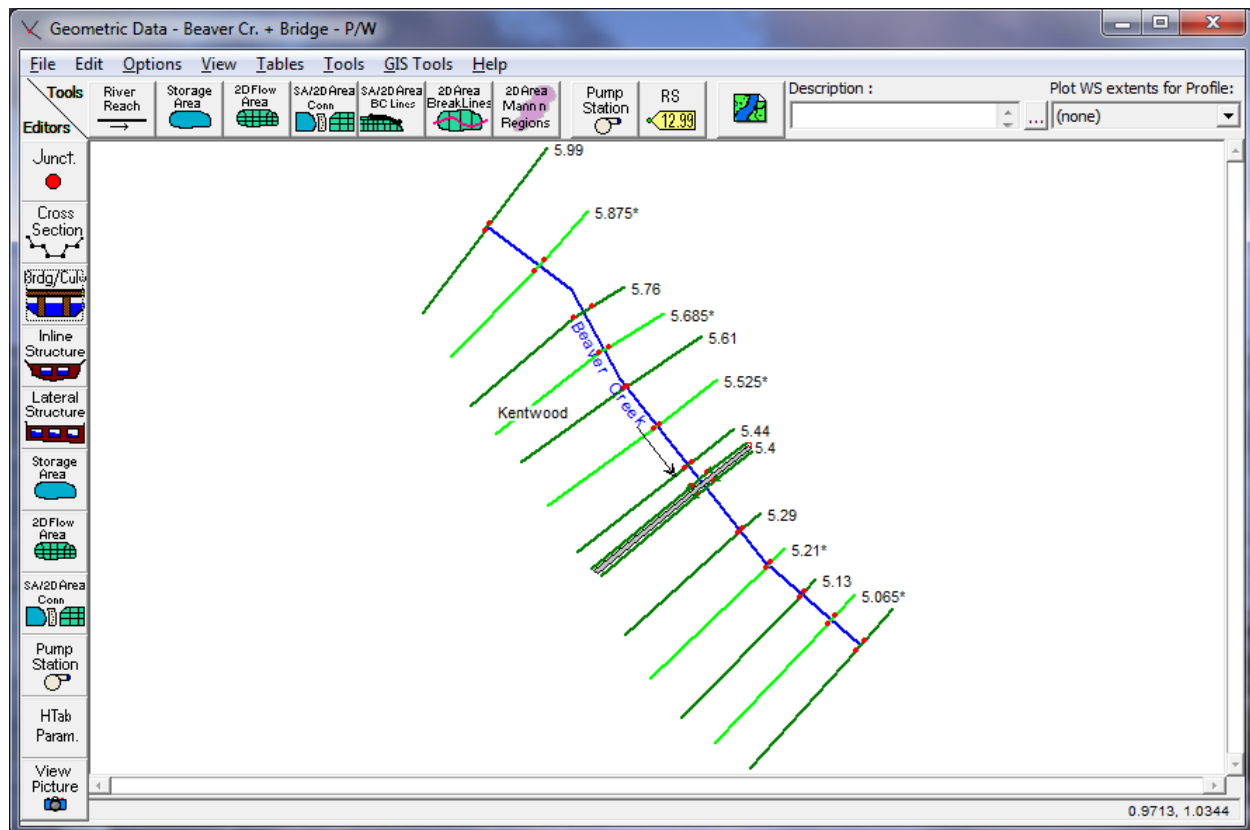 Geometric Data - Beaver Cr. + Bridge - P/W
File Edit Options View Tables Tools GIS Tools Help
Tools
Editors
River
Reach
Storage
Area
2D Flow
Area
SA/2D Area
Conn
SA/2D Area
BC Lines
2D Area
BreakLines
2D Area
Mann n
Regions
Pump
Station
RS
12.99
Description :
...
Plot WS extents for Profile:
(none)
Junct.
Cross
Section
Brdg/Culv
Inline
Structure
Lateral
Structure
Storage
Area
2D Flow
Area
SA/2D Area
Conn
Pump
Station
HTab
Param.
View
Picture
5.99
5.875*
5.76
5.685*
5.61
5.525*
Beaver Creek
Kentwood
5.44
5.4
5.29
5.21*
5.13
5.065*
0.9713, 1.0344